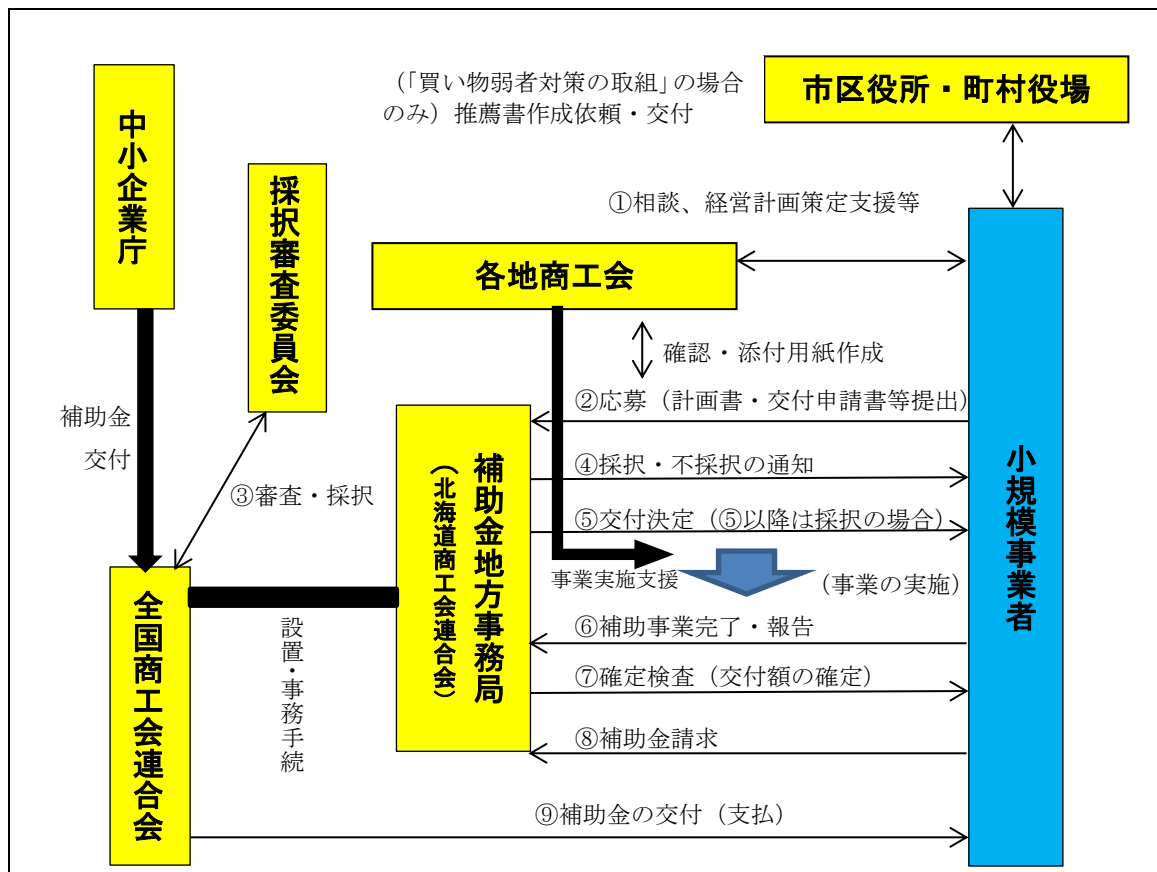 （「買い物弱者対策の取組」の場合
のみ）推薦書作成依頼・交付
市区役所・町村役場
中小企業庁
採択審査委員会
①相談、経営計画策定支援等
各地商工会
確認・添付用紙作成
補助金
交付
②応募（計画書・交付申請書等提出）
③審査・採択
補助金地方事務局
（北海道商工会連合会）
④採択・不採択の通知
⑤交付決定（⑤以降は採択の場合）
小規模事業者
事業実施支援
（事業の実施）
全国商工会連合会
設置・事務手続
⑥補助事業完了・報告
⑦確定検査（交付額の確定）
⑧補助金請求
⑨補助金の交付（支払）